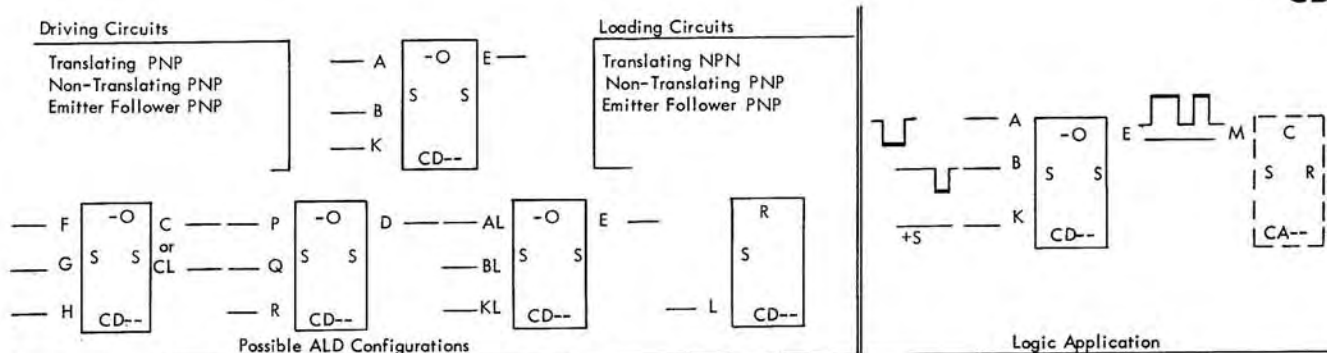 CD
Driving Circuits
Translating PNP
Non-Translating PNP
Emitter Follower PNP
A -O E
S S
B
K
CD--
Loading Circuits
Translating NPN
Non-Translating PNP
Emitter Follower PNP
F -O C
or
G S S CL
H CD--
P -O D
Q S S
R CD--
AL -O E
BL S S
KL CD--
R
S
L CD--
Possible ALD Configurations
A -O E
B S S
K CD--
+S
M C
S R
CA--
Logic Application